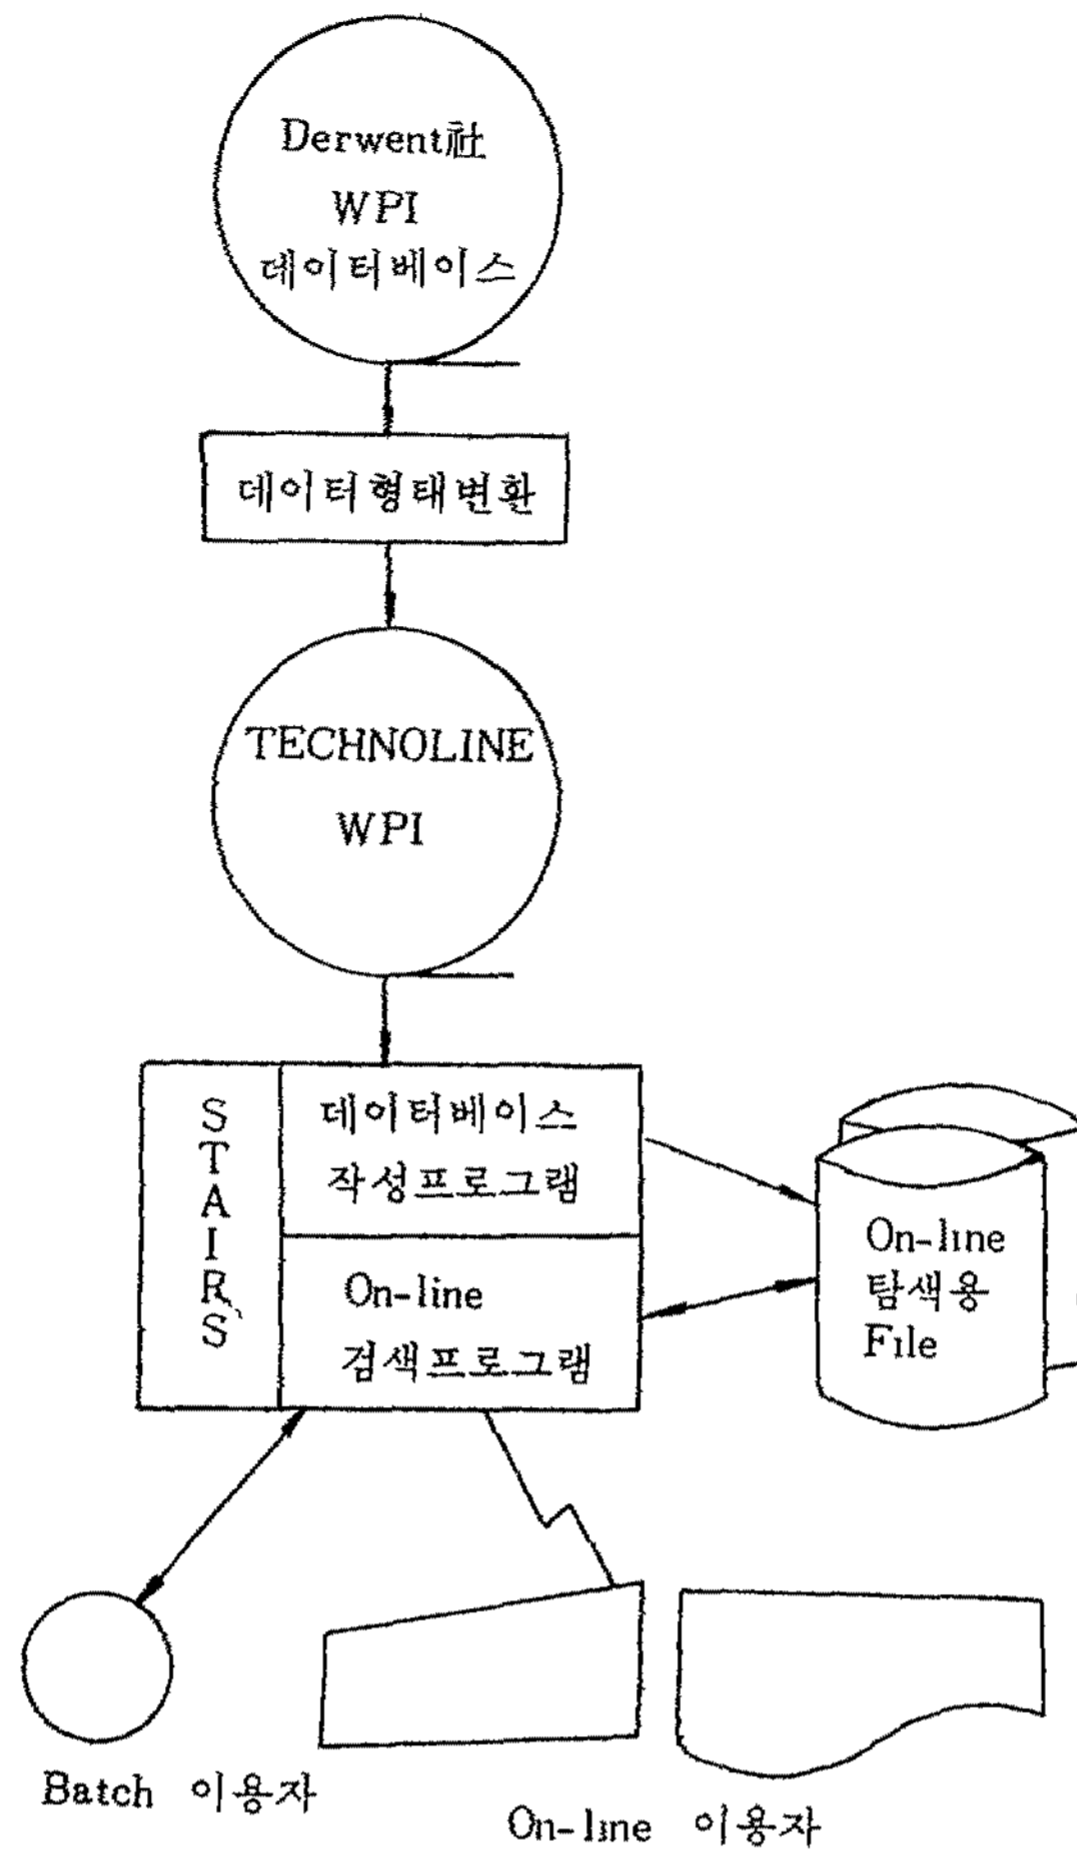 Derwent社
WPI
데이터베이스
데이터형태변환
TECHNOLINE
WPI
STAIRS
데이터베이스
작성프로그램
On-line
검색프로그램
On-line
탐색용
File
Batch 이용자
On-line 이용자